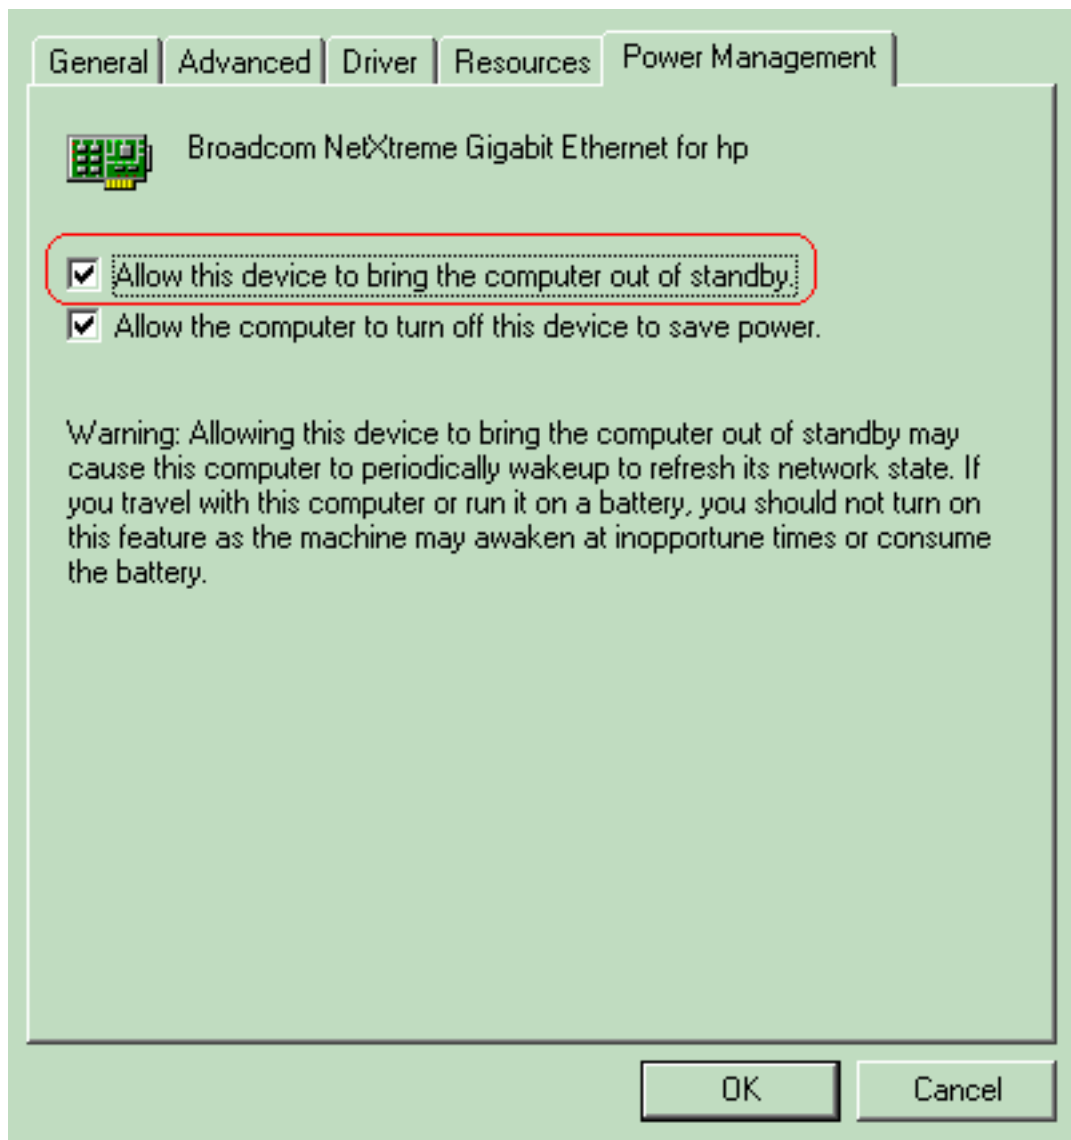 General Advanced Driver Resources Power Management
Broadcom NetXtreme Gigabit Ethernet for hp
Allow this device to bring the computer out of standby.
Allow the computer to turn off this device to save power.
Warning: Allowing this device to bring the computer out of standby may
cause this computer to periodically wakeup to refresh its network state. If
you travel with this computer or run it on a battery, you should not turn on
this feature as the machine may awaken at inopportune times or consume
the battery.
OK Cancel